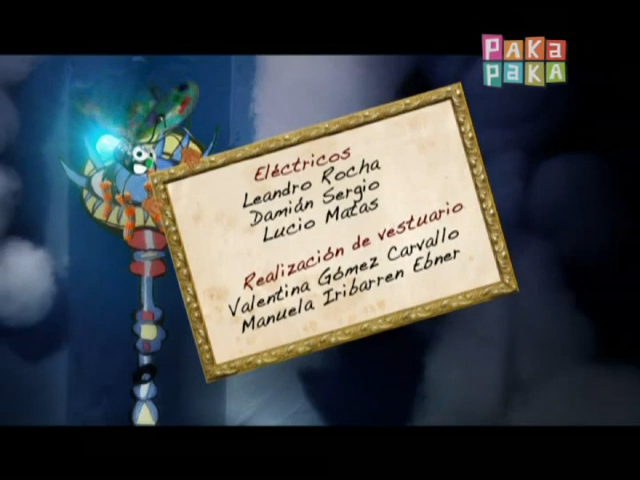 PAKA
PAKA
Eléctricos
Leandro Rocha
Damián Sergio
Lucio Matas
Realización de vestuario
Valentina Gómez Carvallo
Manuela Iribarren Ebner